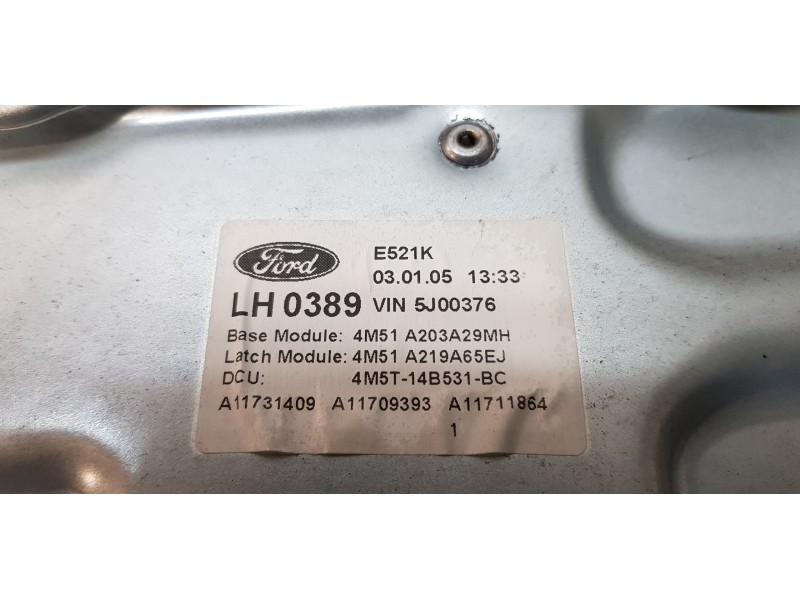 Ford
E521K
03.01.05 13:33
LH 0389 VIN 5J00376
Base Module: 4M51 A203A29MH
Latch Module: 4M51 A219A65EJ
DCU: 4M5T-14B531-BC
A11731409 A11709393 A11711864
1